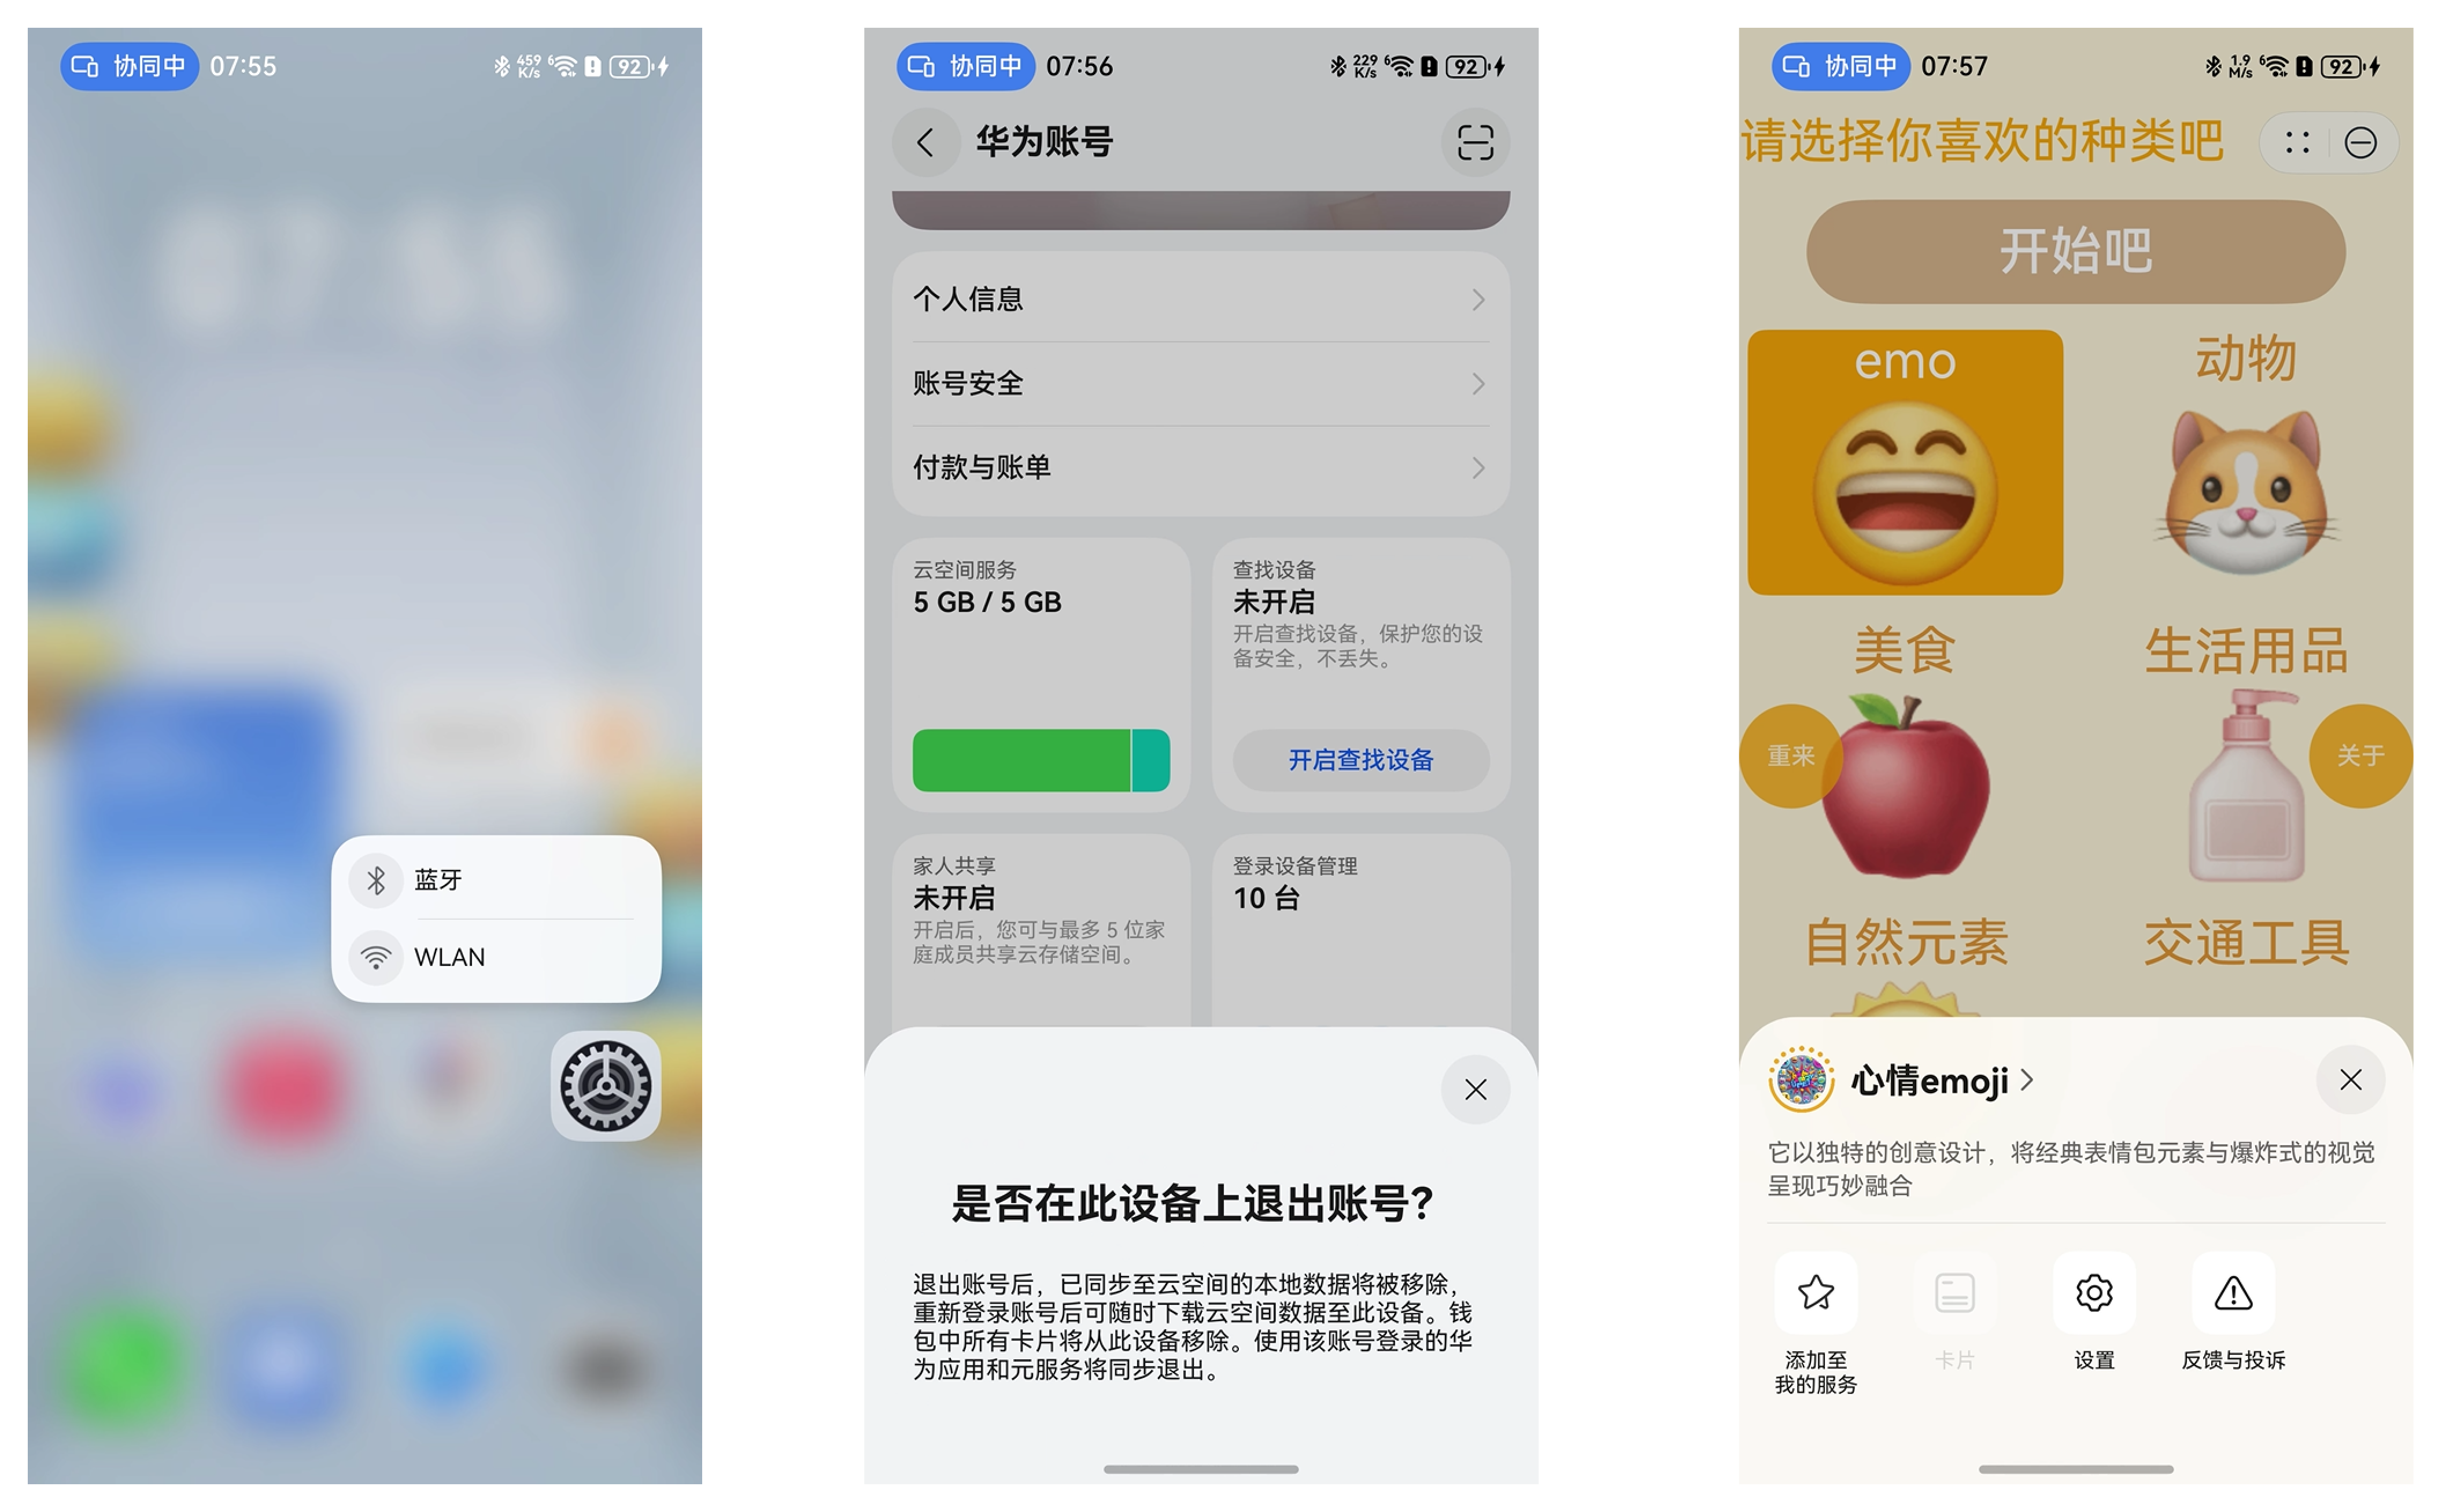 协同中 07:55 459 K/s 6 92
蓝牙
WLAN
协同中 07:56 229 K/s 6 92
华为账号
个人信息
账号安全
付款与账单
云空间服务
5 GB / 5 GB
查找设备
未开启
开启查找设备，保护您的设
备安全，不丢失。
开启查找设备
家人共享
未开启
开启后，您可与最多 5 位家
庭成员共享云存储空间。
登录设备管理
10 台
是否在此设备上退出账号？
退出账号后，已同步至云空间的本地数据将被移除，
重新登录账号后可随时下载云空间数据至此设备。钱
包中所有卡片将从此设备移除。使用该账号登录的华
为应用和元服务将同步退出。
协同中 07:57 1.9 M/s 6 92
请选择你喜欢的种类吧
开始吧
emo
动物
美食
生活用品
重来
关于
自然元素
交通工具
心情emoji
它以独特的创意设计，将经典表情包元素与爆炸式的视觉
呈现巧妙融合
添加至
我的服务
卡片
设置
反馈与投诉